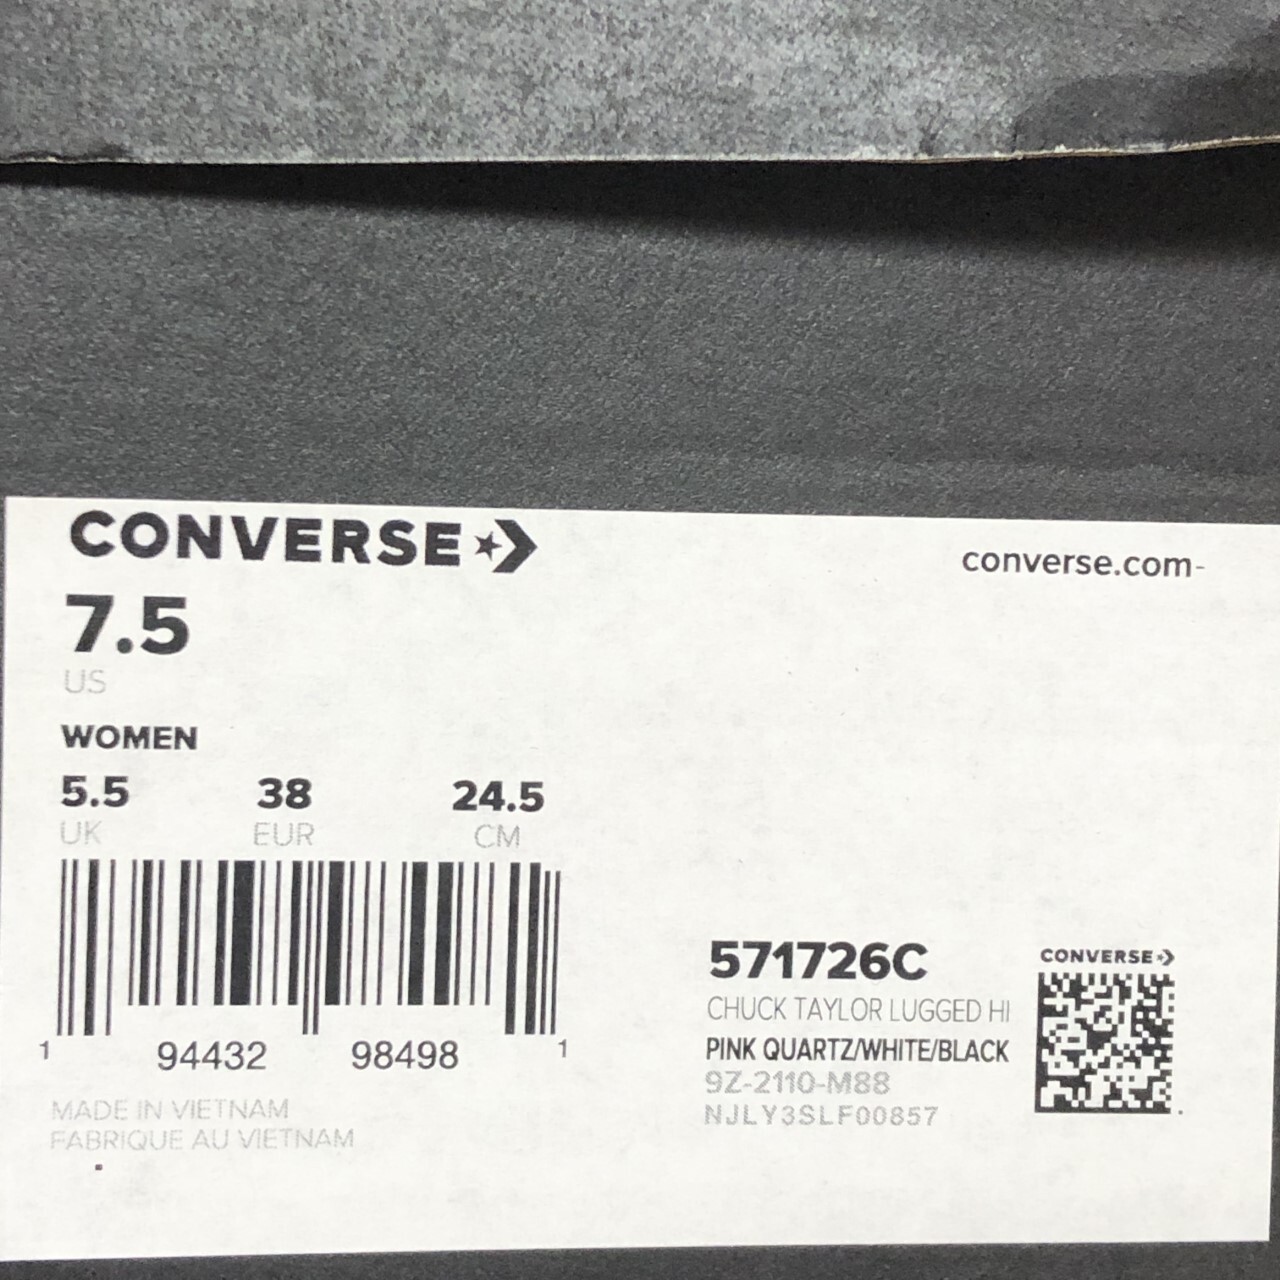 CONVERSE
converse.com-
7.5
US
WOMEN
5.5 38 24.5
UK EUR CM
1 94432 98498 1
MADE IN VIETNAM
FABRIQUE AU VIETNAM
571726C
CHUCK TAYLOR LUGGED HI
PINK QUARTZ/WHITE/BLACK
9Z-2110-M88
NJLY3SLF00857
CONVERSE